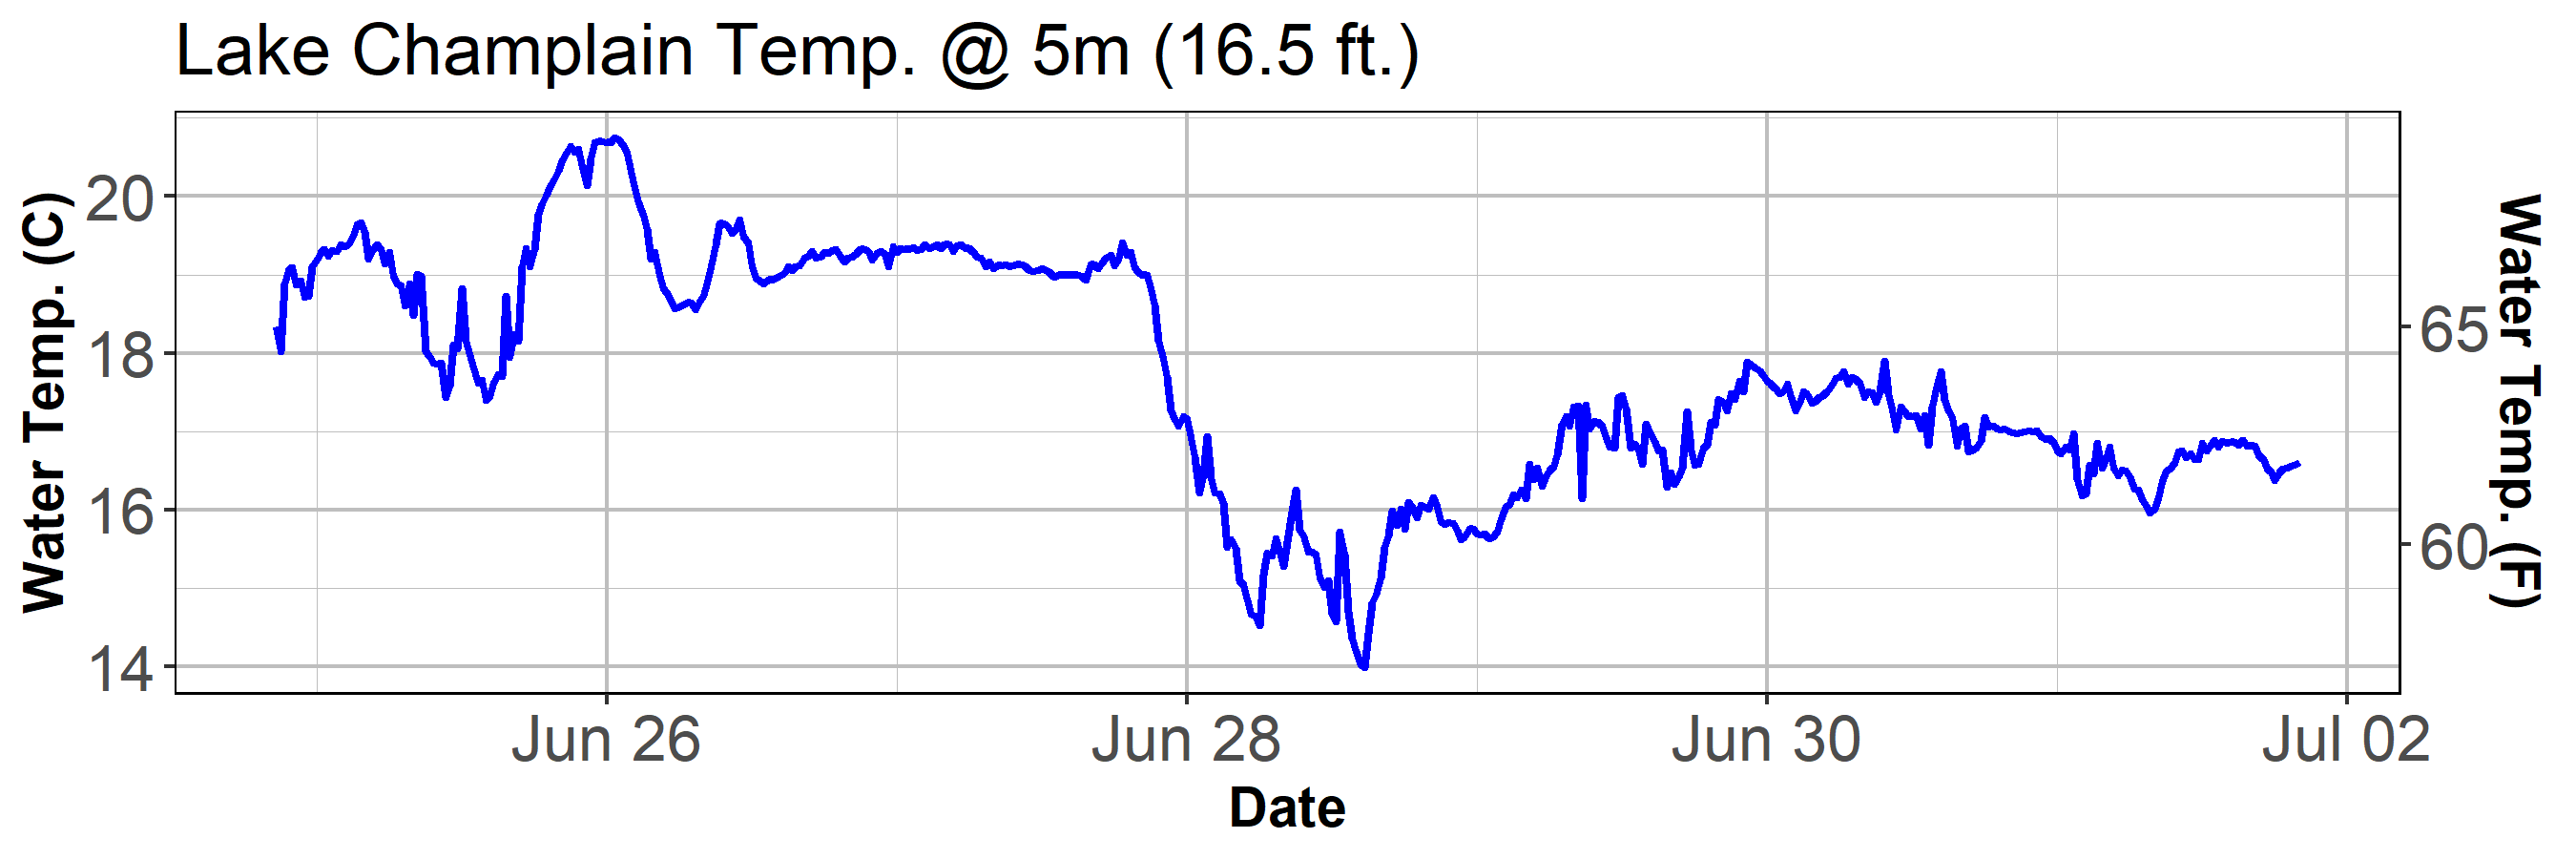 Lake Champlain Temp. @ 5m (16.5 ft.)
Water Temp. (C)
20
18
16
14
65
60
Water Temp. (F)
Jun 26
Jun 28
Jun 30
Jul 02
Date